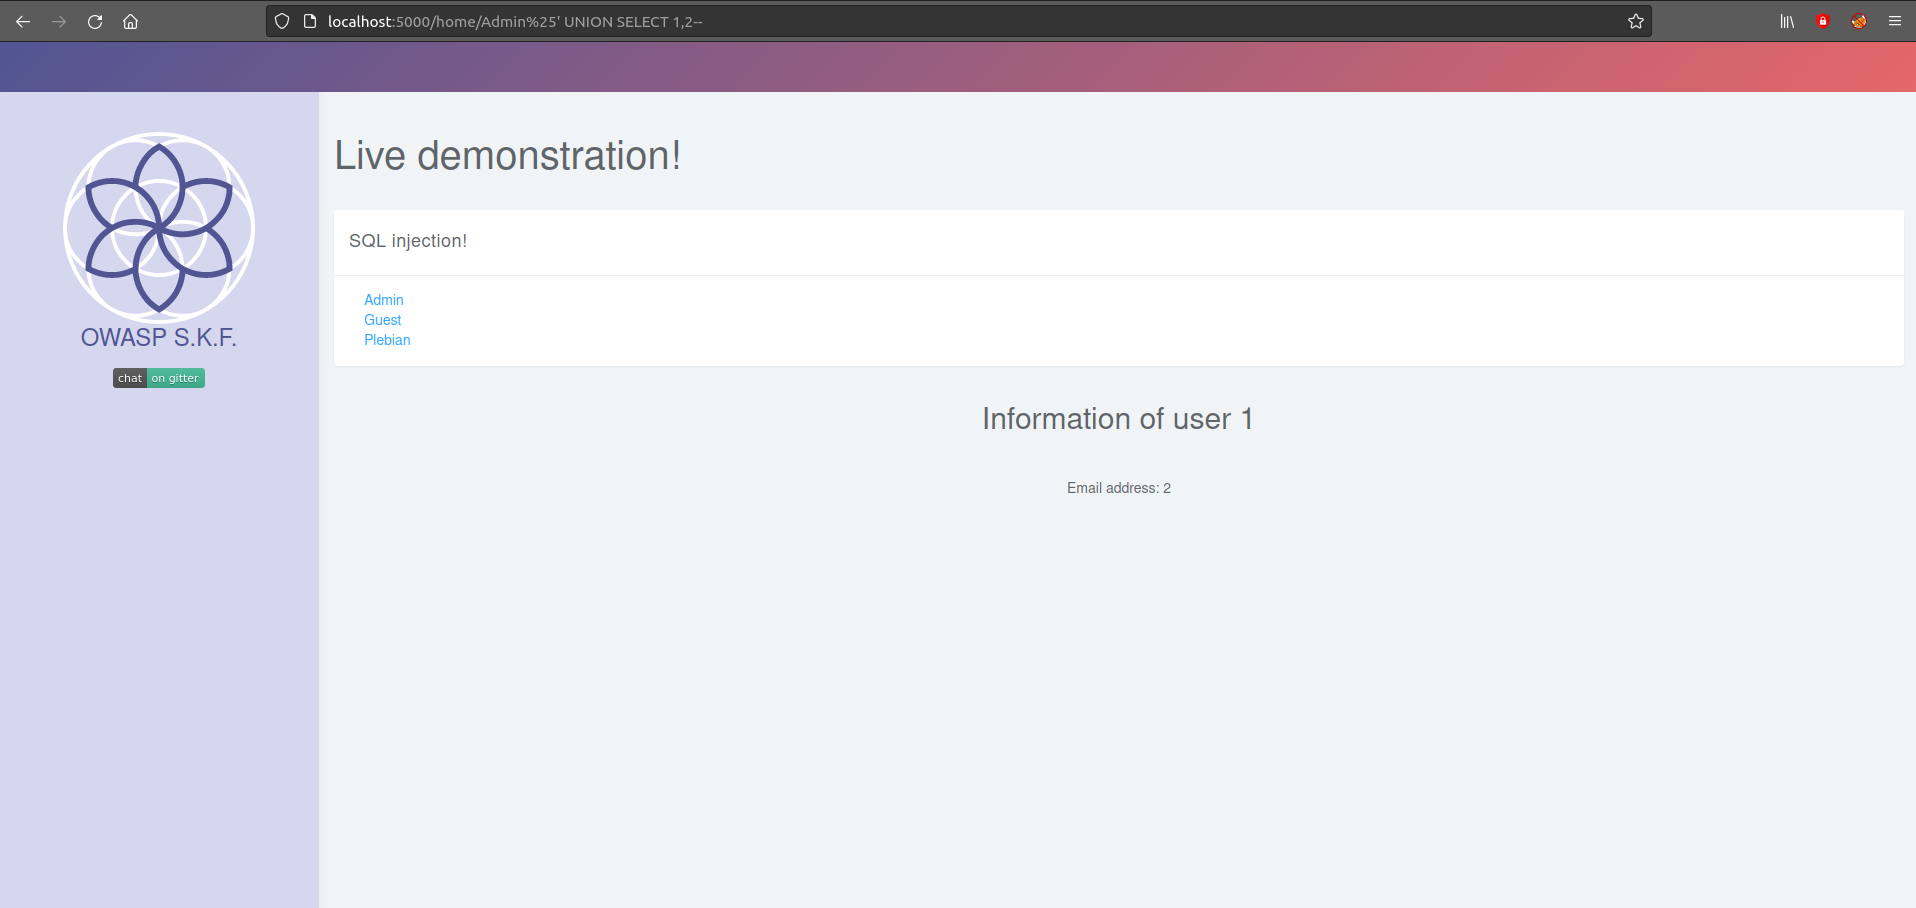 localhost:5000/home/Admin%25' UNION SELECT 1,2--
OWASP S.K.F.
chat on gitter
Live demonstration!
SQL injection!
Admin
Guest
Plebian
Information of user 1
Email address: 2